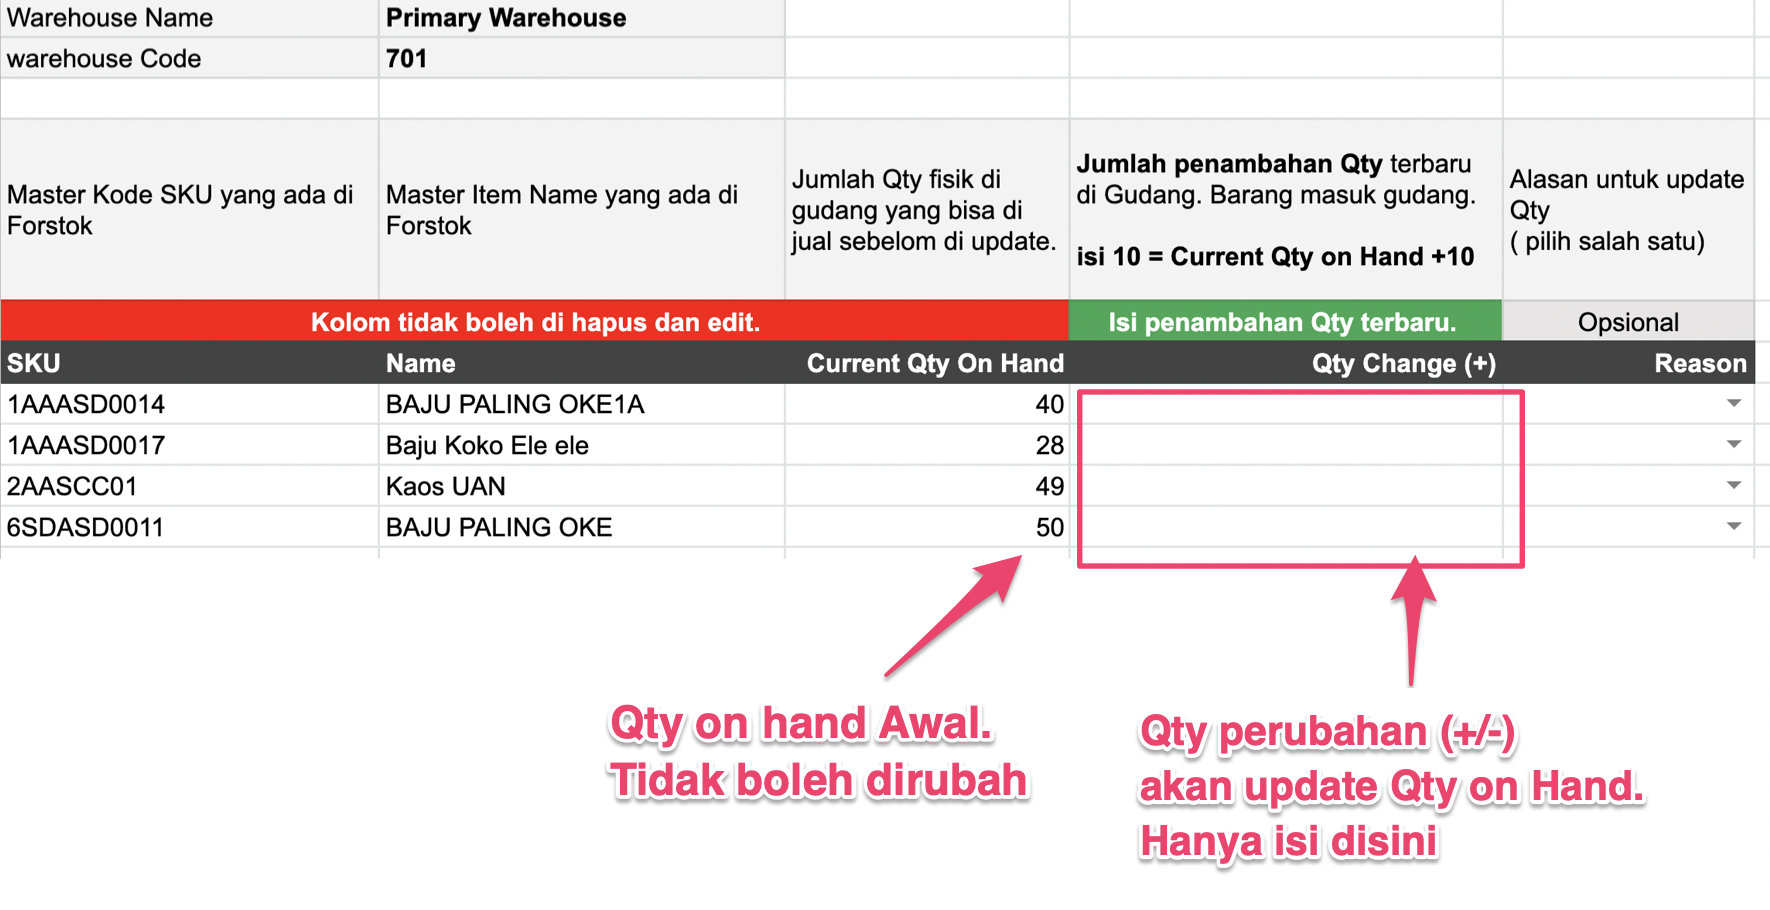 Warehouse Name Primary Warehouse
warehouse Code 701
Master Kode SKU yang ada di
Forstok
Master Item Name yang ada di
Forstok
Jumlah Qty fisik di
gudang yang bisa di
jual sebelom di update.
Jumlah penambahan Qty terbaru
di Gudang. Barang masuk gudang.
isi 10 = Current Qty on Hand +10
Alasan untuk update
Qty
( pilih salah satu)
Kolom tidak boleh di hapus dan edit. Isi penambahan Qty terbaru. Opsional
SKU Name Current Qty On Hand Qty Change (+) Reason
1AAASD0014 BAJU PALING OKE1A 40
1AAASD0017 Baju Koko Ele ele 28
2AASCC01 Kaos UAN 49
6SDASD0011 BAJU PALING OKE 50
Qty on hand Awal.
Tidak boleh dirubah
Qty perubahan (+/-)
akan update Qty on Hand.
Hanya isi disini